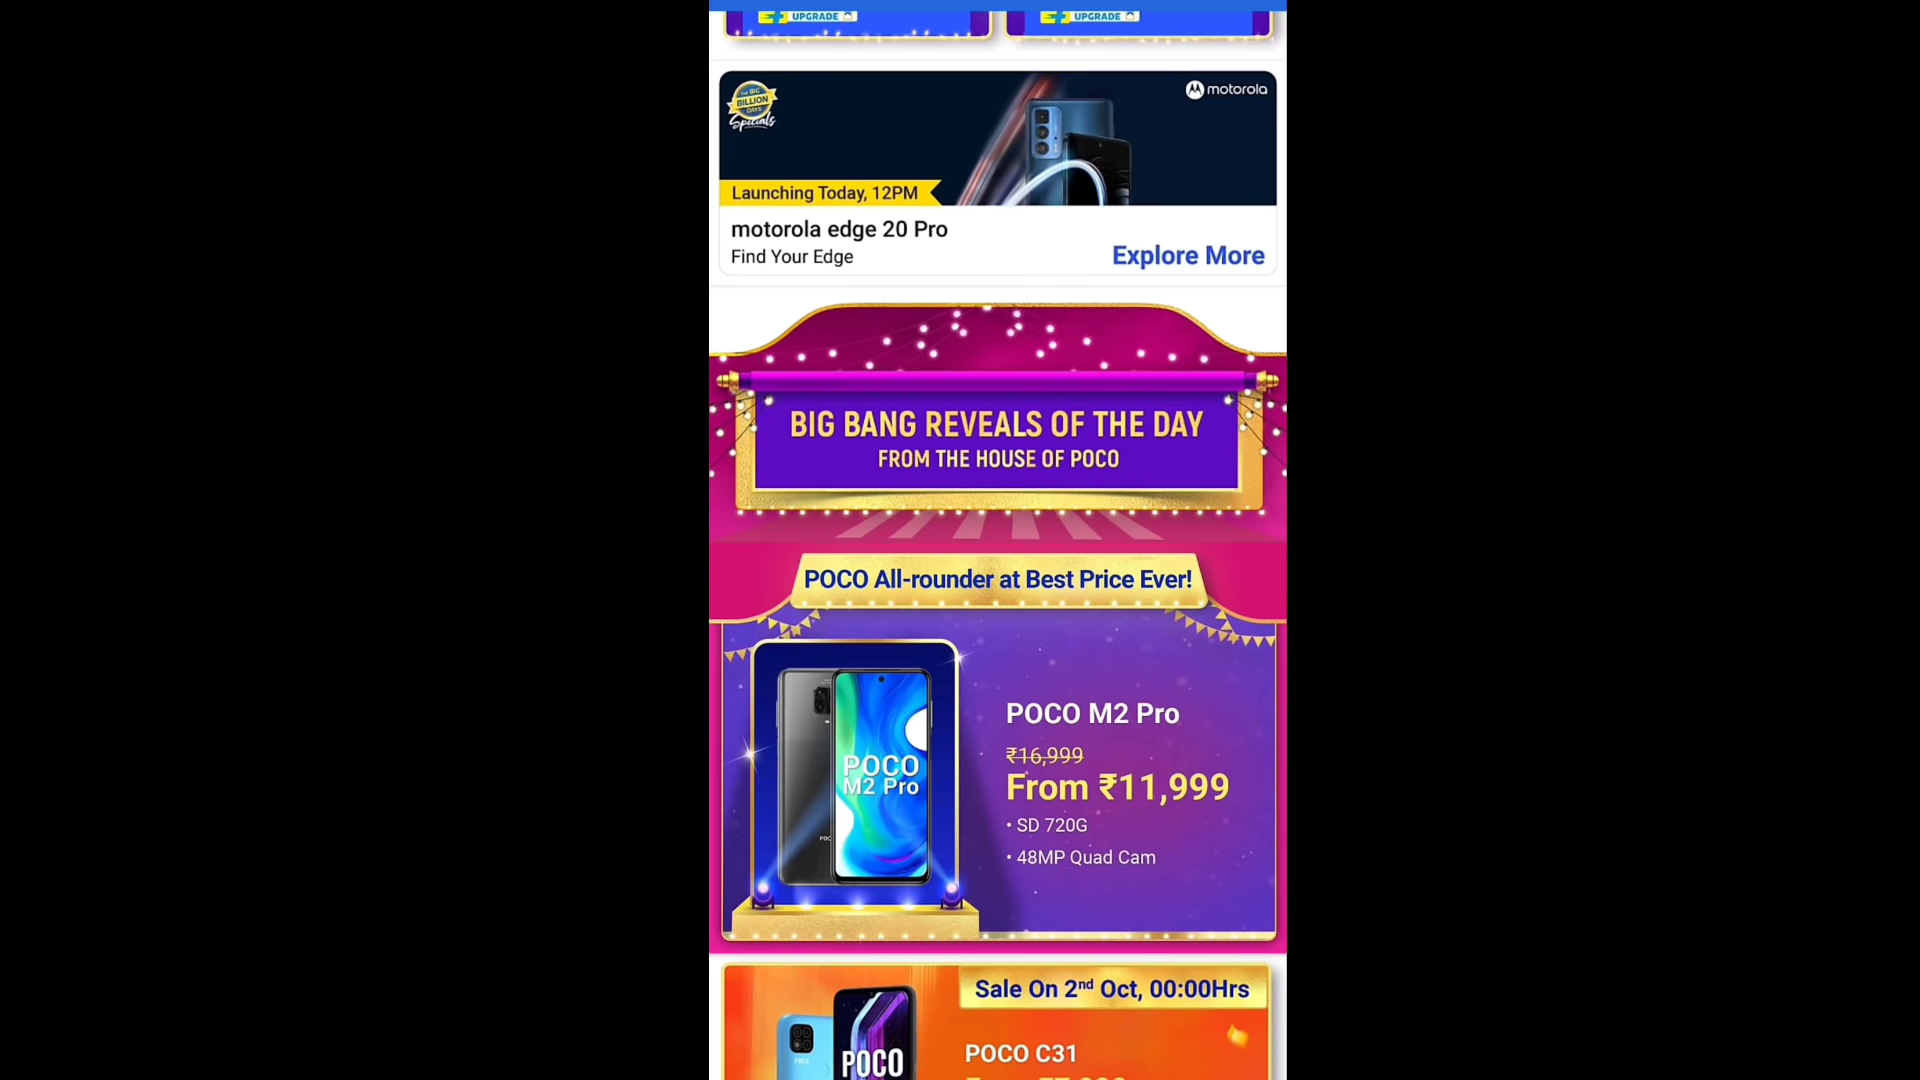 UPGRADE
UPGRADE
THE BIG
BILLION
DAYS
Specials
motorola
Launching Today, 12PM
motorola edge 20 Pro
Find Your Edge
Explore More
BIG BANG REVEALS OF THE DAY
FROM THE HOUSE OF POCO
POCO All-rounder at Best Price Ever!
POCO
M2 Pro
POCO M2 Pro
₹16,999
From ₹11,999
• SD 720G
• 48MP Quad Cam
Sale On 2nd Oct, 00:00Hrs
POCO
POCO C31